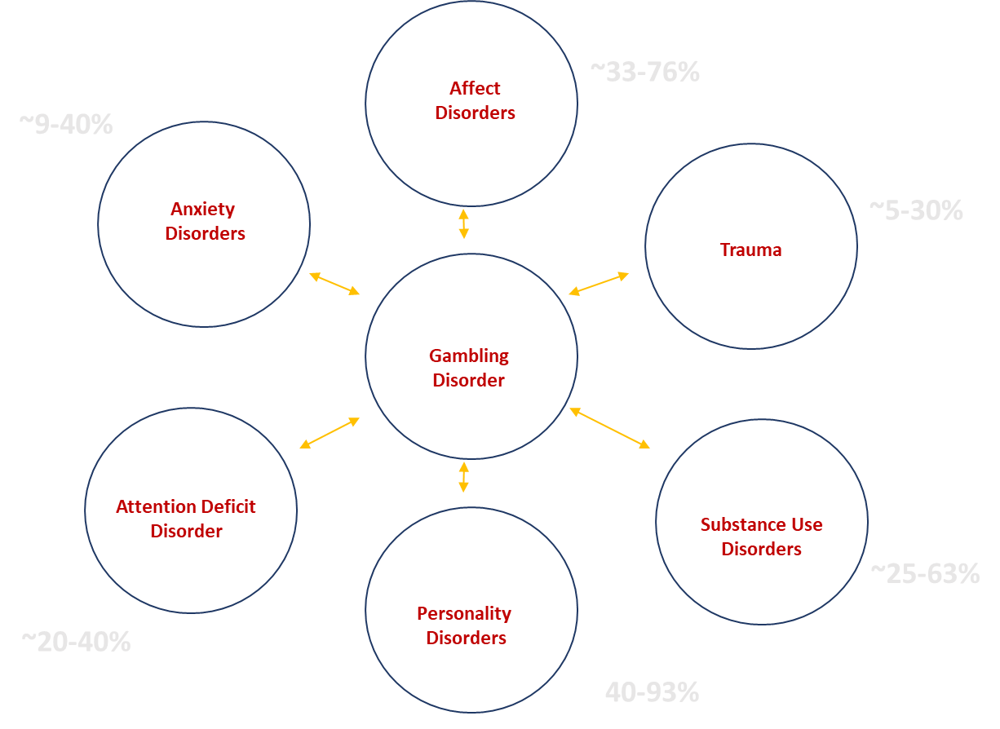 Affect
Disorders
~33-76%
~9-40%
Anxiety
Disorders
Trauma
~5-30%
Gambling
Disorder
Attention Deficit
Disorder
~20-40%
Substance Use
Disorders
~25-63%
Personality
Disorders
40-93%